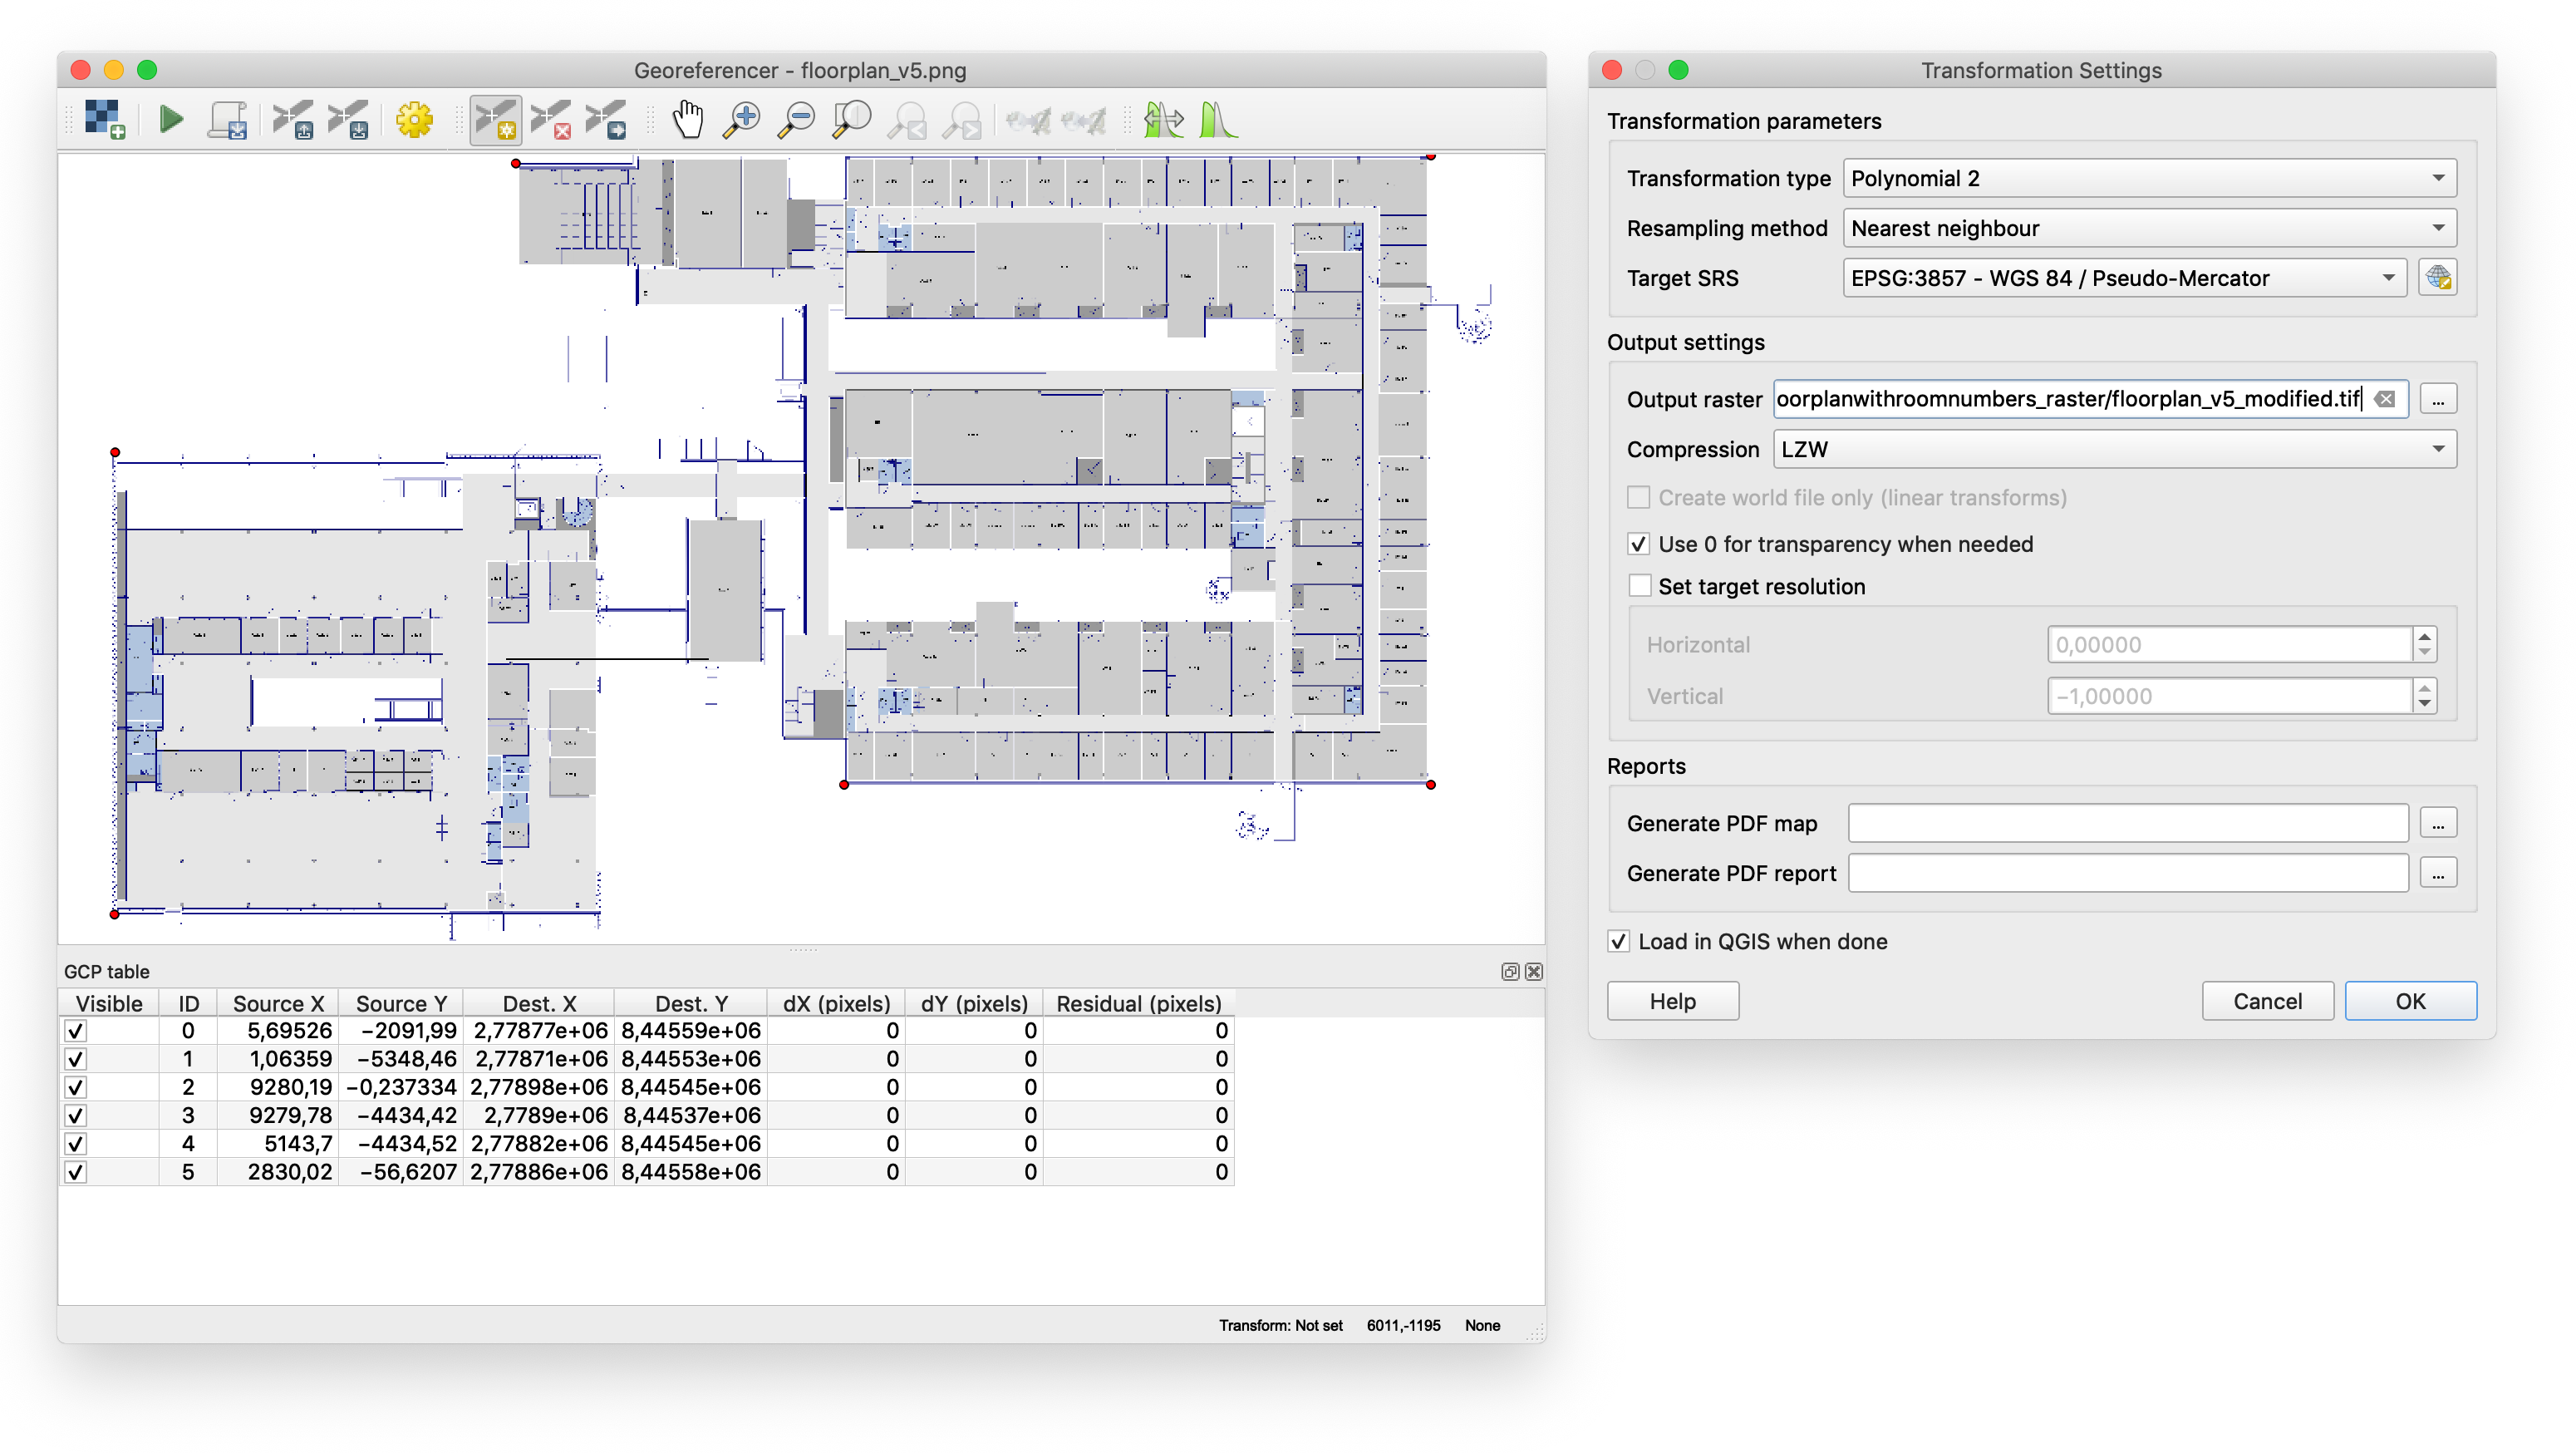 Georeferencer - floorplan_v5.png
GCP table
Visible ID Source X Source Y Dest. X Dest. Y dX (pixels) dY (pixels) Residual (pixels)
0 5,69526 −2091,99 2,77877e+06 8,44559e+06 0 0 0
1 1,06359 −5348,46 2,77871e+06 8,44553e+06 0 0 0
2 9280,19 −0,237334 2,77898e+06 8,44545e+06 0 0 0
3 9279,78 −4434,42 2,7789e+06 8,44537e+06 0 0 0
4 5143,7 −4434,52 2,77882e+06 8,44545e+06 0 0 0
5 2830,02 −56,6207 2,77886e+06 8,44558e+06 0 0 0
Transform: Not set 6011,-1195 None
Transformation Settings
Transformation parameters
Transformation type Polynomial 2
Resampling method Nearest neighbour
Target SRS EPSG:3857 - WGS 84 / Pseudo-Mercator
Output settings
Output raster oorplanwithroomnumbers_raster/floorplan_v5_modified.tif ...
Compression LZW
Create world file only (linear transforms)
Use 0 for transparency when needed
Set target resolution
Horizontal 0,00000
Vertical −1,00000
Reports
Generate PDF map ...
Generate PDF report ...
Load in QGIS when done
Help Cancel OK